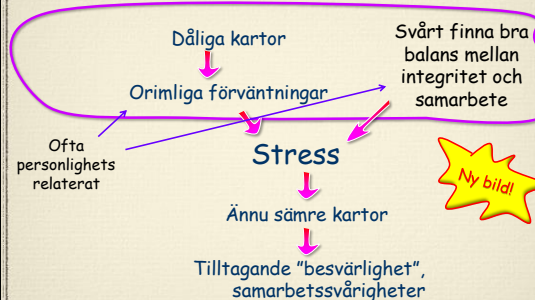 Dåliga kartor
Orimliga förväntningar
Svårt finna bra
balans mellan
integritet och
samarbete
Ofta
personlighets
relaterat
Stress
Ny bild!
Ännu sämre kartor
Tilltagande ”besvärlighet”,
samarbetssvårigheter